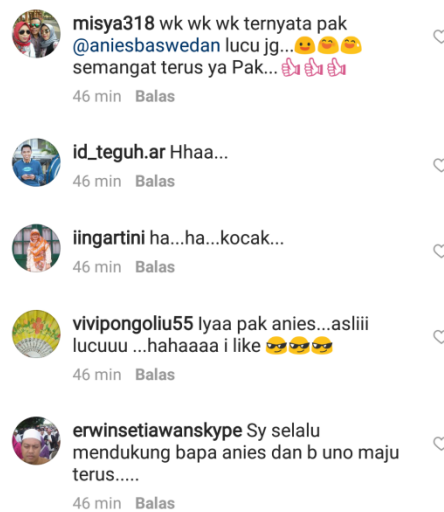 misya318 wk wk wk ternyata pak
@aniesbaswedan lucu jg...😃😄😅
semangat terus ya Pak...👍👍👍
46 min Balas
id_teguh.ar Hhaa...
46 min Balas
iingartini ha...ha...kocak...
46 min Balas
vivipongoliu55 Iyaa pak anies...asliii
lucuuu ...hahaaaa i like 😎😎😎
46 min Balas
erwinsetiawanskype Sy selalu
mendukung bapa anies dan b uno maju
terus.....
46 min Balas